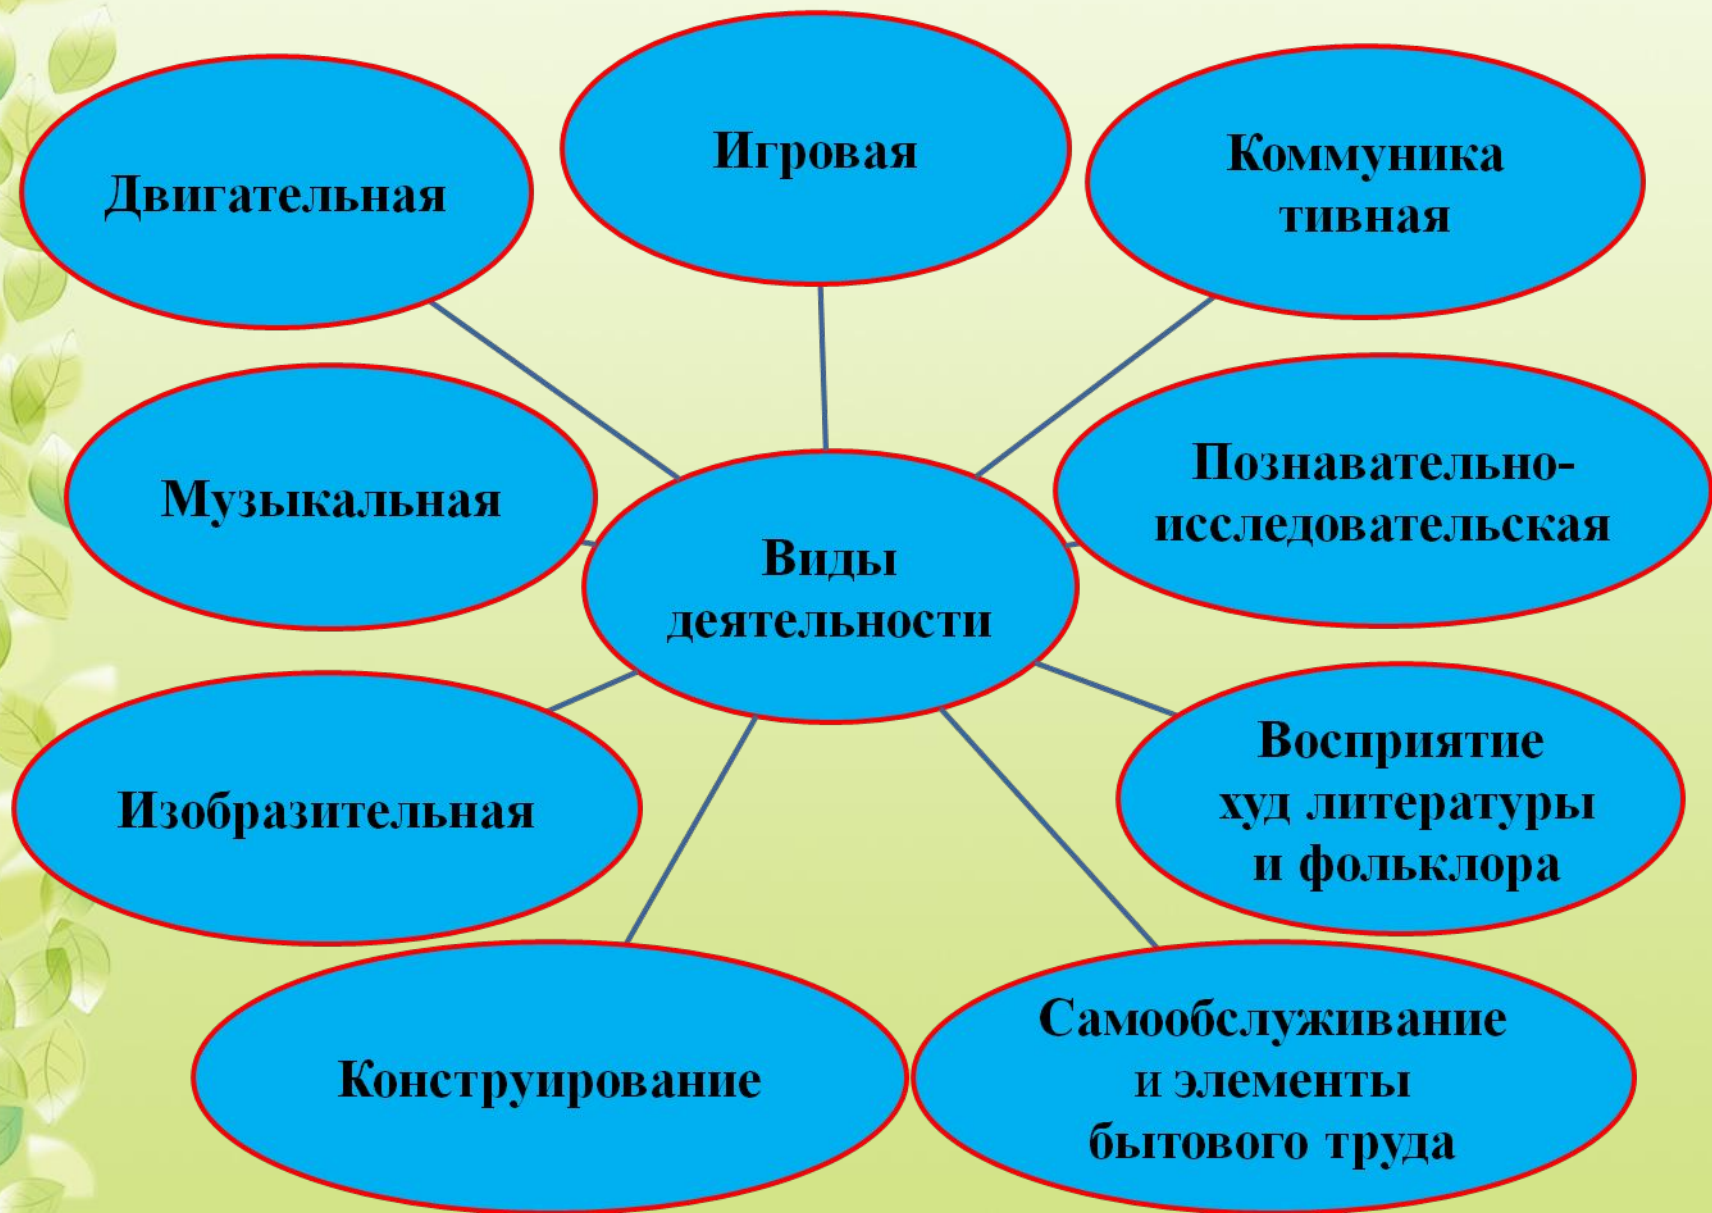 Двигательная
Игровая
Коммуника
тивная
Музыкальная
Познавательно-
исследовательская
Виды
деятельности
Изобразительная
Восприятие
худ литературы
и фольклора
Конструирование
Самообслуживание
и элементы
бытового труда